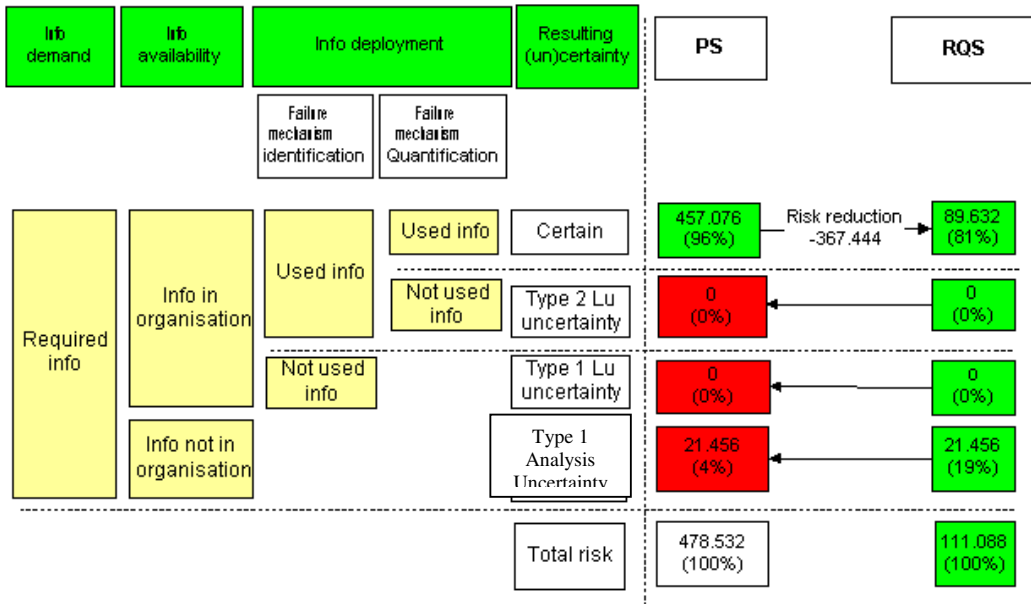 Info
demand
Info
availability
Info deployment
Resulting
(un)certainty
PS
RQS
Failure
mechanism
identification
Failure
mechanism
Quantification
Required
info
Info in
organisation
Used info
Used info
Certain
457.076
(96%)
Risk reduction
-367.444
89.632
(81%)
Not used
info
Type 2 Lu
uncertainty
0
(0%)
0
(0%)
Not used
info
Type 1 Lu
uncertainty
0
(0%)
0
(0%)
Info not in
organisation
Type 1
Analysis
Uncertainty
21.456
(4%)
21.456
(19%)
Total risk
478.532
(100%)
111.088
(100%)